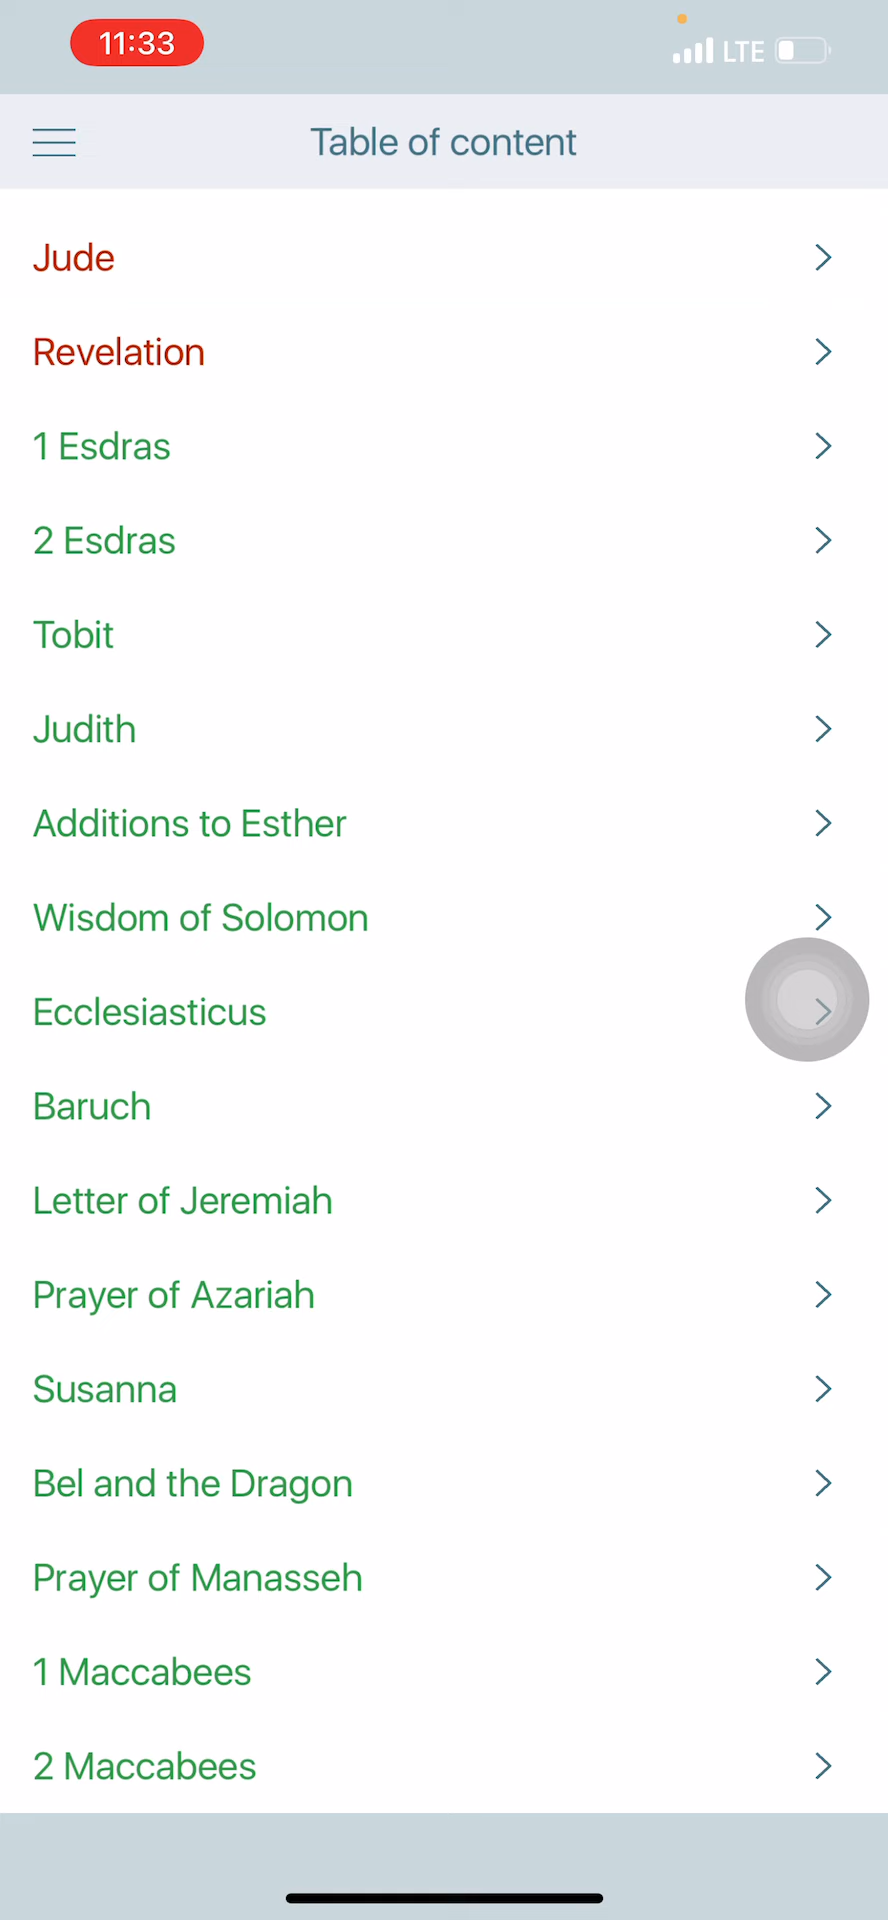 11:33
LTE
Table of content
Jude
Revelation
1 Esdras
2 Esdras
Tobit
Judith
Additions to Esther
Wisdom of Solomon
Ecclesiasticus
Baruch
Letter of Jeremiah
Prayer of Azariah
Susanna
Bel and the Dragon
Prayer of Manasseh
1 Maccabees
2 Maccabees